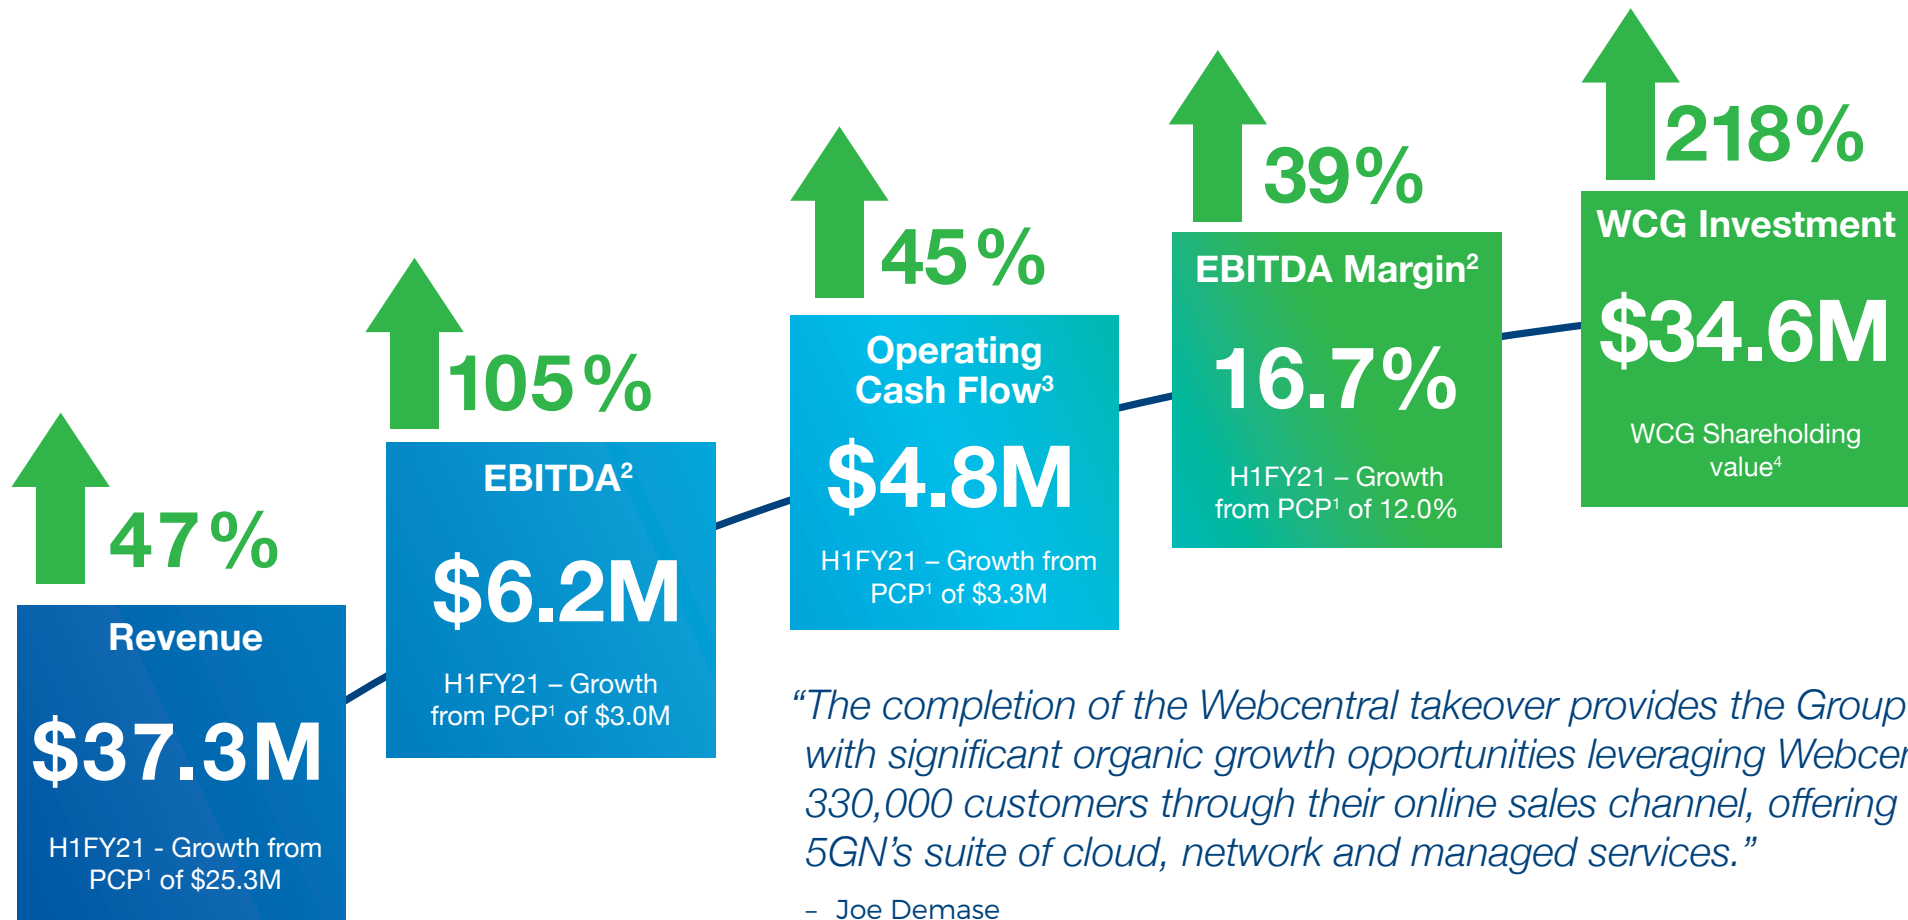 47%
Revenue
$37.3M
H1FY21 - Growth from
PCP¹ of $25.3M
105%
EBITDA²
$6.2M
H1FY21 – Growth
from PCP¹ of $3.0M
45%
Operating
Cash Flow³
$4.8M
H1FY21 – Growth from
PCP¹ of $3.3M
39%
EBITDA Margin²
16.7%
H1FY21 – Growth
from PCP¹ of 12.0%
218%
WCG Investment
$34.6M
WCG Shareholding
value⁴
“The completion of the Webcentral takeover provides the Group
with significant organic growth opportunities leveraging
330,000 customers through their online sales channel, offering
5GN’s suite of cloud, network and managed services.”
– Joe Demase